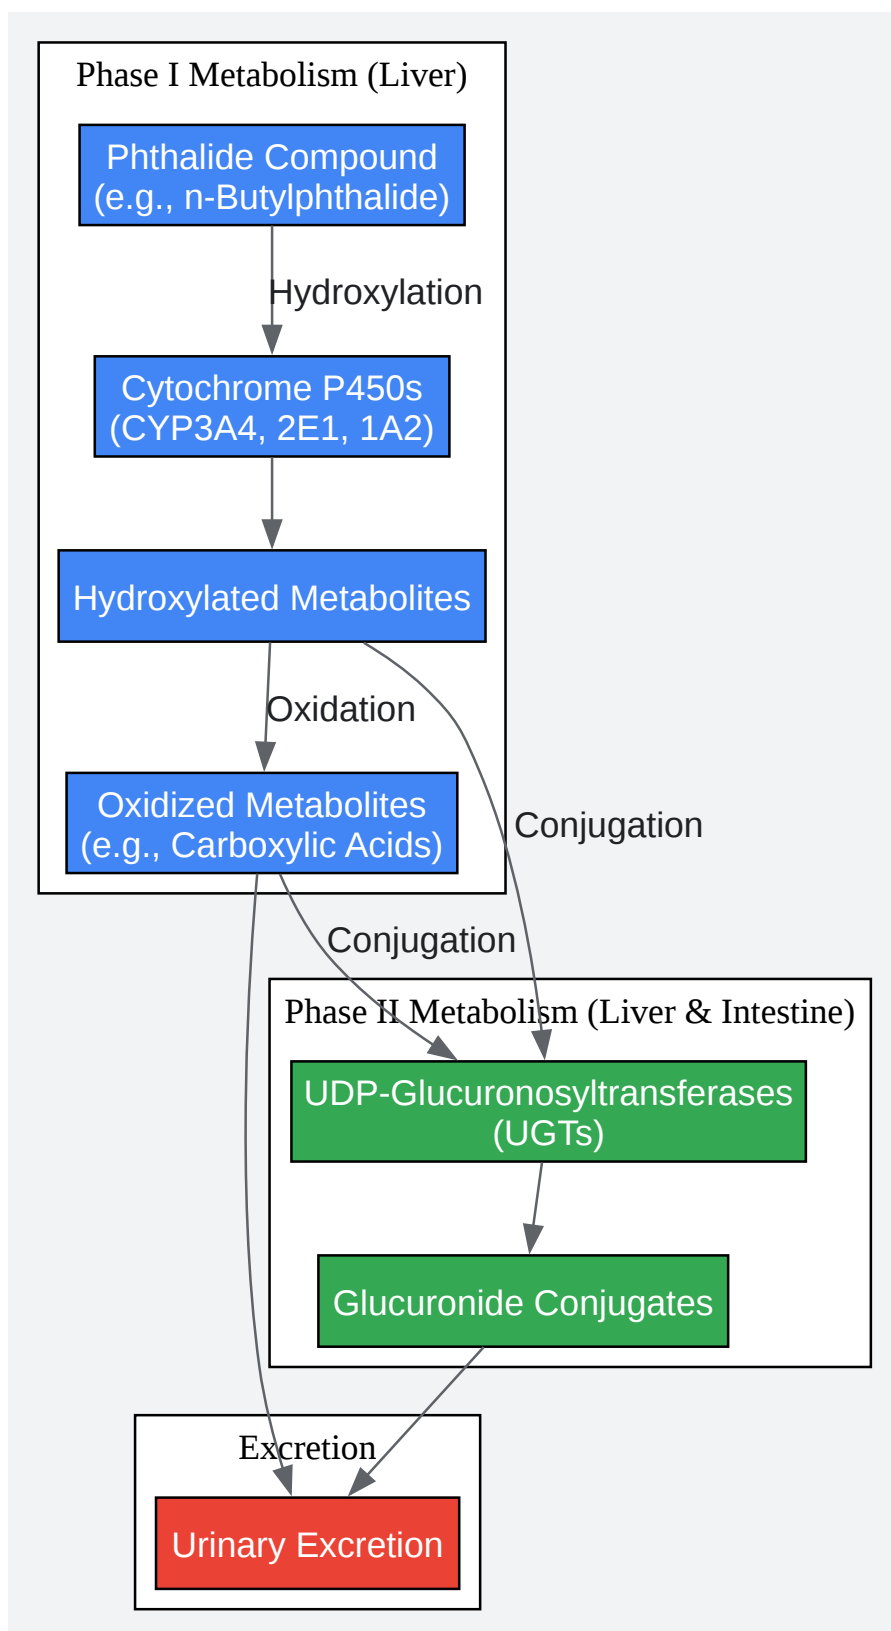 Phase I Metabolism (Liver)
Phthalide Compound
(e.g., n-Butylphthalide)
Hydroxylation
Cytochrome P450s
(CYP3A4, 2E1, 1A2)
Hydroxylated Metabolites
Oxidation
Oxidized Metabolites
(e.g., Carboxylic Acids)
Conjugation
Conjugation
Phase II Metabolism (Liver & Intestine)
UDP-Glucuronosyltransferases
(UGTs)
Glucuronide Conjugates
Excretion
Urinary Excretion